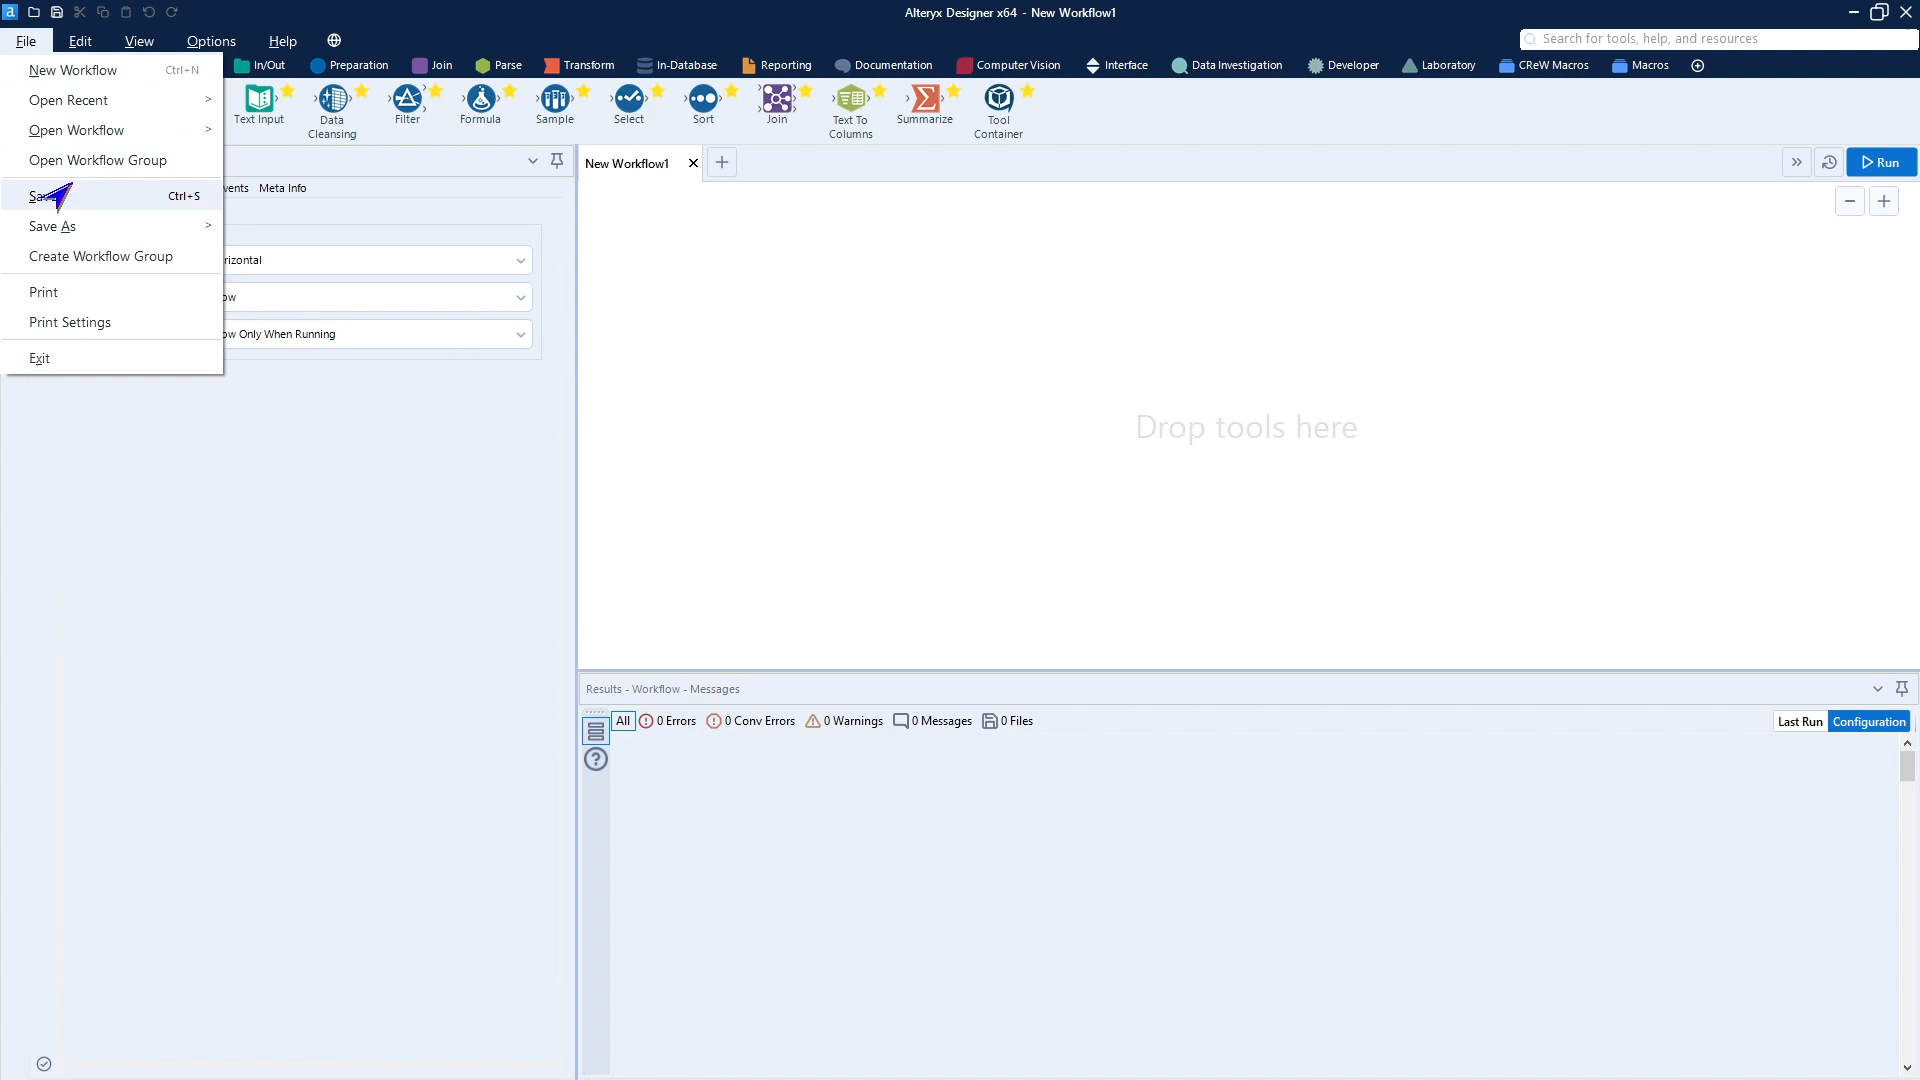 Alteryx Designer x64 - New Workflow1
File Edit View Options Help
Search for tools, help, and resources
In/Out Preparation Join Parse Transform In-Database Reporting Documentation Computer Vision Interface Data Investigation Developer Laboratory CReW Macros Macros
New Workflow Ctrl+N
Open Recent >
Open Workflow >
Open Workflow Group
Save Ctrl+S
Save As >
Create Workflow Group
Print
Print Settings
Exit
Text Input
Data Cleansing
Filter
Formula
Sample
Select
Sort
Join
Text To Columns
Summarize
Tool Container
vents Meta Info
rizontal
ow
ow Only When Running
New Workflow1
Run
Drop tools here
Results - Workflow - Messages
All 0 Errors 0 Conv Errors 0 Warnings 0 Messages 0 Files
Last Run Configuration